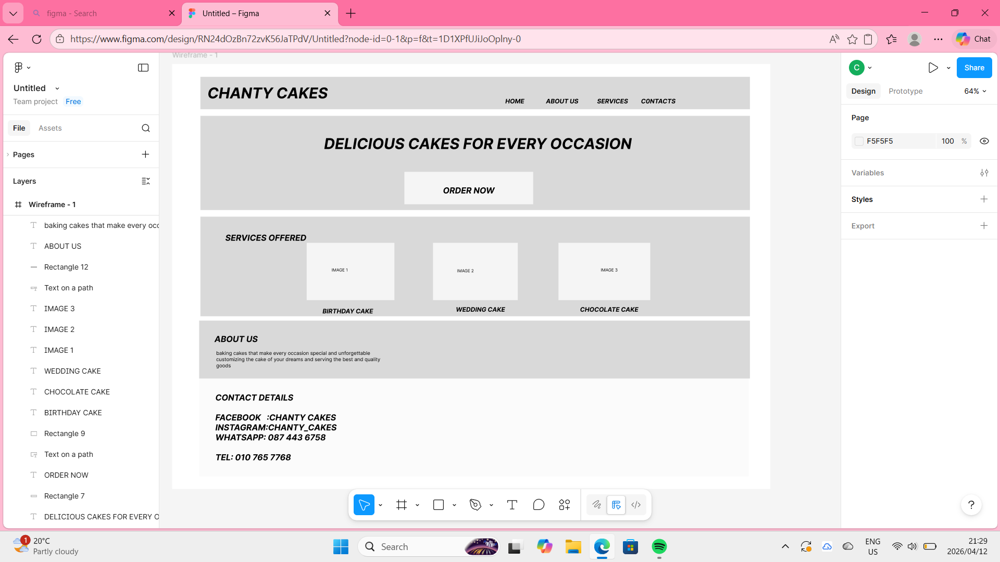 figma - Search
Untitled – Figma
https://www.figma.com/design/RN24dOzBn72zvK56JaTPdV/Untitled?node-id=0-1&p=f&t=1D1XPfUJiJoOplny-0
Chat
Untitled
Team project Free
File Assets
Pages
Layers
Wireframe - 1
baking cakes that make every occ
ABOUT US
Rectangle 12
Text on a path
IMAGE 3
IMAGE 2
IMAGE 1
WEDDING CAKE
CHOCOLATE CAKE
BIRTHDAY CAKE
Rectangle 9
Text on a path
ORDER NOW
Rectangle 7
DELICIOUS CAKES FOR EVERY O
Wireframe - 1
CHANTY CAKES
HOME ABOUT US SERVICES CONTACTS
DELICIOUS CAKES FOR EVERY OCCASION
ORDER NOW
SERVICES OFFERED
IMAGE 1 IMAGE 2 IMAGE 3
BIRTHDAY CAKE WEDDING CAKE CHOCOLATE CAKE
ABOUT US
baking cakes that make every occasion special and unforgettable
customizing the cake of your dreams and serving the best and quality
goods
CONTACT DETAILS
FACEBOOK :CHANTY CAKES
INSTAGRAM:CHANTY_CAKES
WHATSAPP: 087 443 6758
TEL: 010 765 7768
C
Share
Design Prototype 64%
Page
F5F5F5 100 %
Variables
Styles
Export
?
1
20°C
Partly cloudy
Search
ENG
US
21:29
2026/04/12